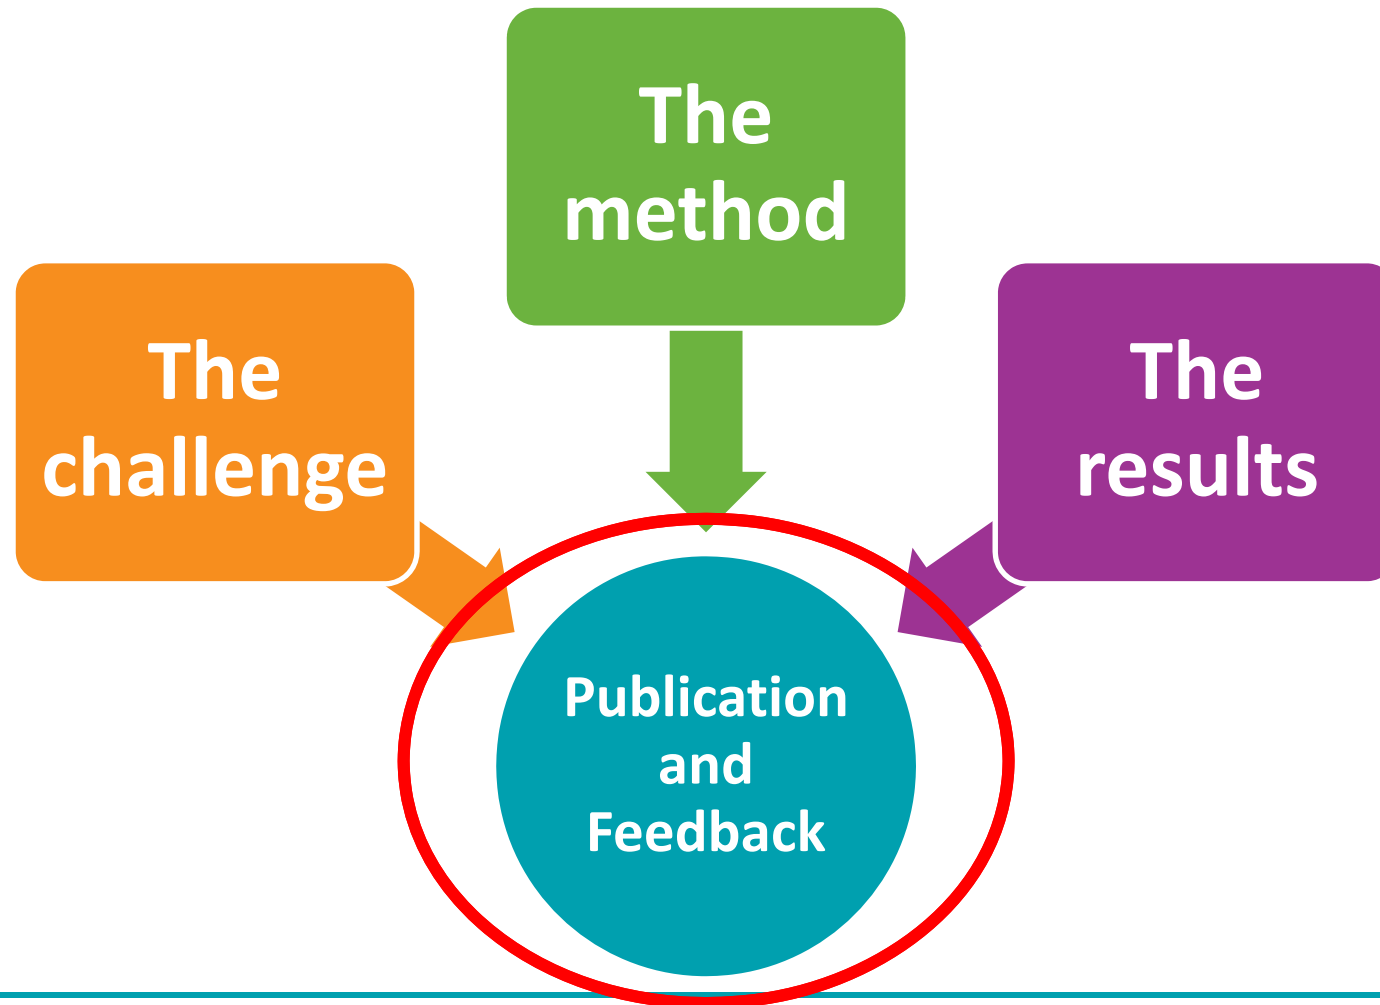 The
method
The
challenge
The
results
Publication
and
Feedback